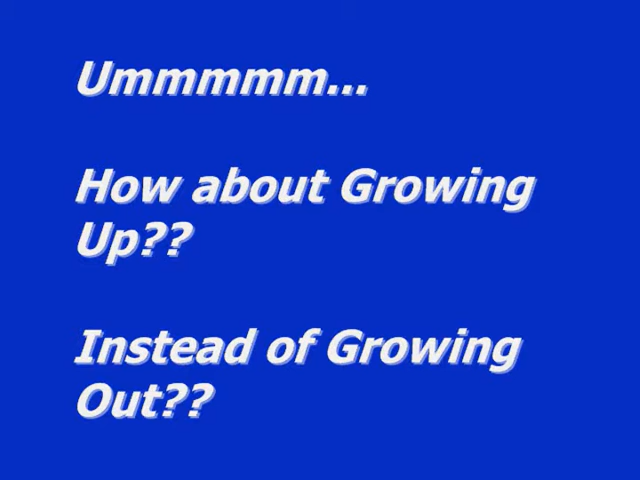 Ummmmm...
How about Growing
Up??
Instead of Growing
Out??